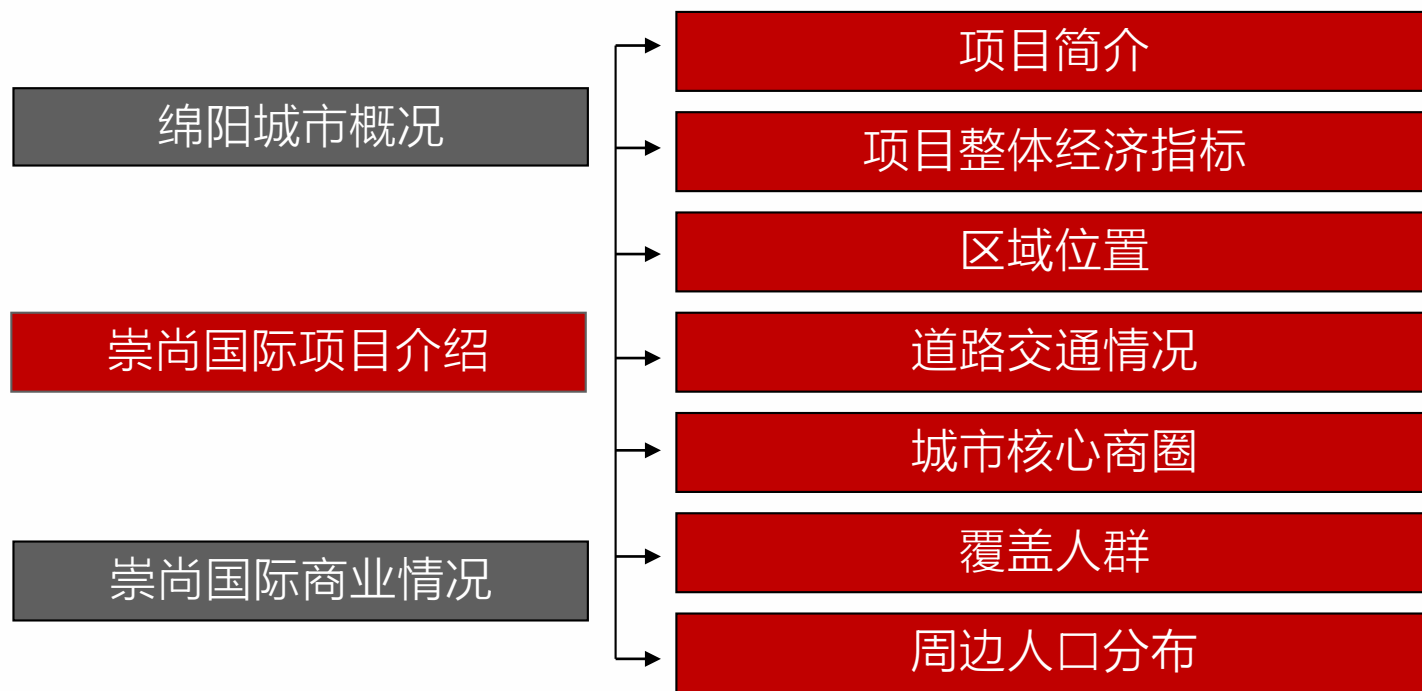 绵阳城市概况
崇尚国际项目介绍
崇尚国际商业情况
项目简介
项目整体经济指标
区域位置
道路交通情况
城市核心商圈
覆盖人群
周边人口分布